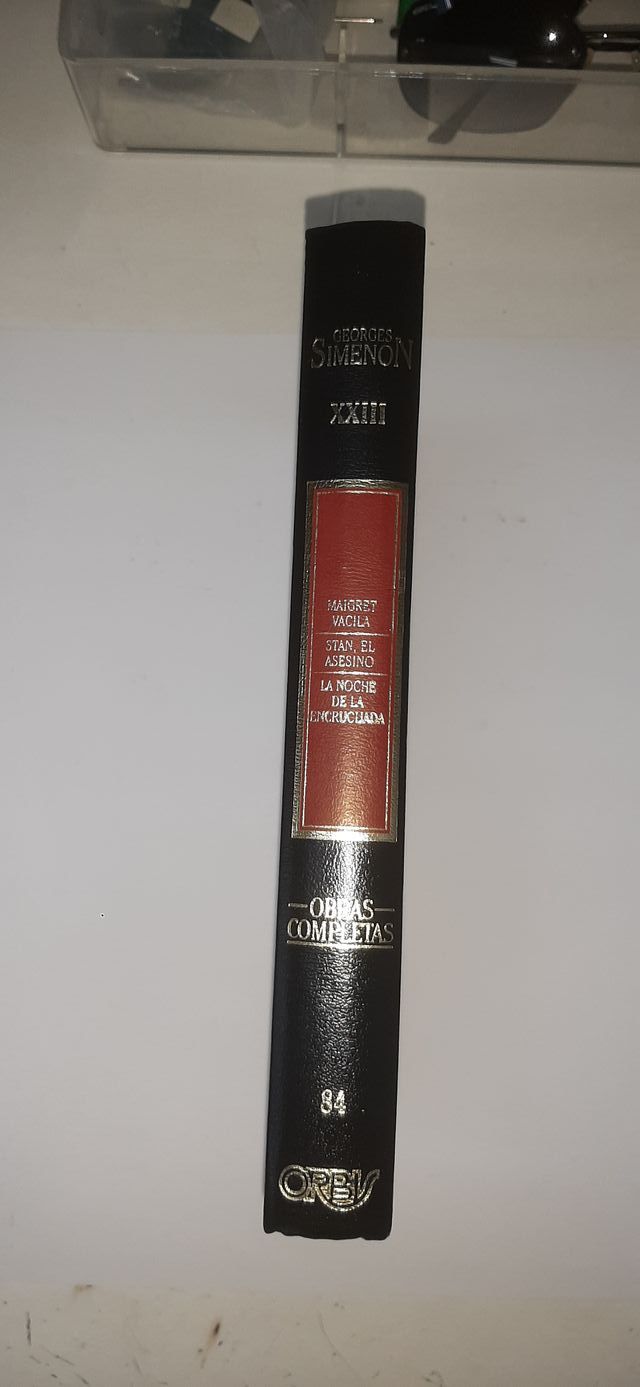 GEORGES
SIMENON
XXIII
MAIGRET
VACILA
STAN, EL
ASESINO
LA NOCHE
DE LA
ENCRUCIJADA
OBRAS
COMPLETAS
84
ORBIS